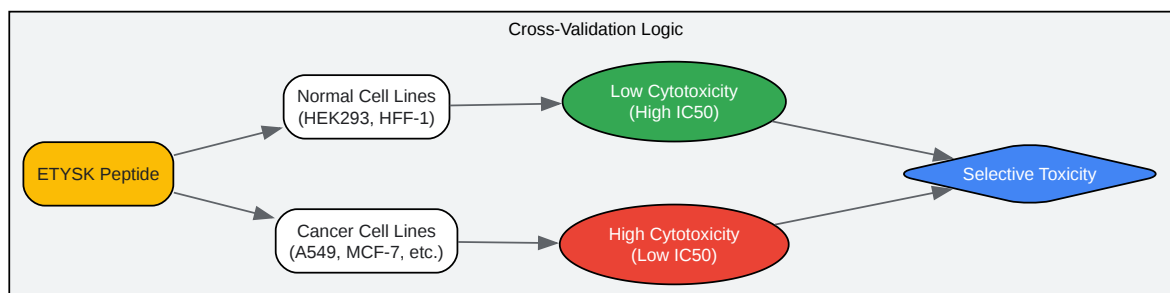 Cross-Validation Logic
ETYSK Peptide
Normal Cell Lines
(HEK293, HFF-1)
Low Cytotoxicity
(High IC50)
Cancer Cell Lines
(A549, MCF-7, etc.)
High Cytotoxicity
(Low IC50)
Selective Toxicity